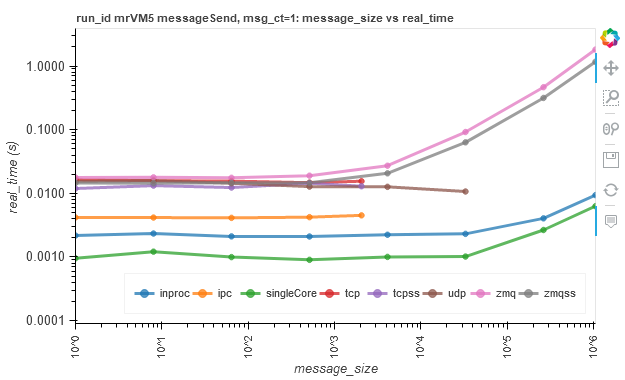 run_id mrVM5 messageSend, msg_ct=1: message_size vs real_time
real_time (s)
1.0000
0.1000
0.0100
0.0010
0.0001
inproc ipc singleCore tcp tcpss udp zmq zmqss
10^0 10^1 10^2 10^3 10^4 10^5 10^6
message_size